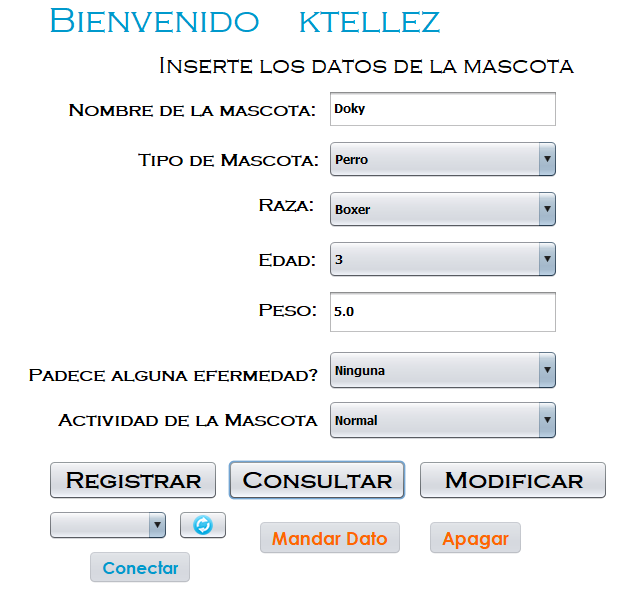 Bienvenido ktellez
Inserte los datos de la mascota
Nombre de la mascota: Doky
Tipo de Mascota: Perro
Raza: Boxer
Edad: 3
Peso: 5.0
Padece alguna efermedad? Ninguna
Actividad de la Mascota Normal
Registrar Consultar Modificar
Mandar Dato Apagar
Conectar